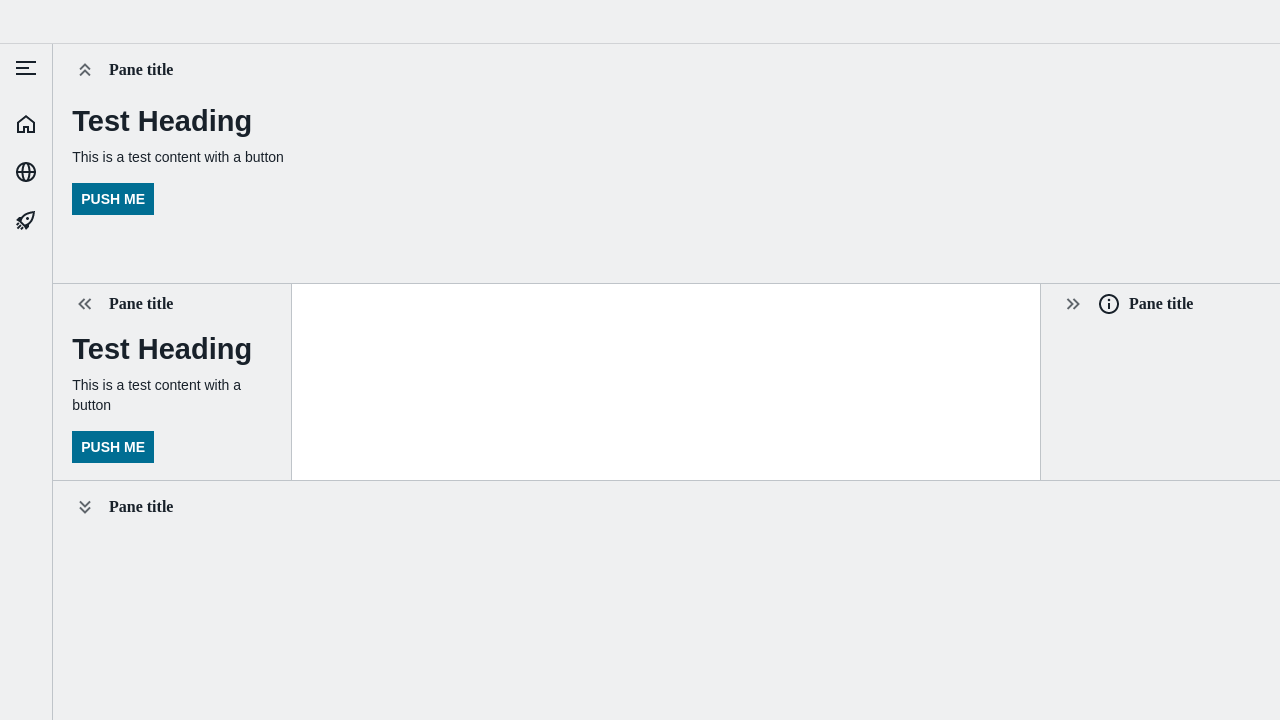 Pane title
Test Heading
This is a test content with a button
PUSH ME
Pane title
Test Heading
This is a test content with a
button
PUSH ME
Pane title
Pane title